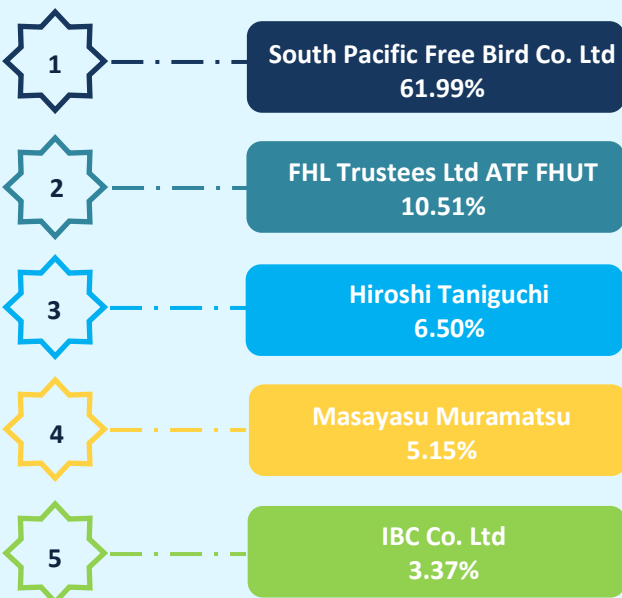 1
South Pacific Free Bird Co. Ltd
61.99%
2
FHL Trustees Ltd ATF FHUT
10.51%
3
Hiroshi Taniguchi
6.50%
4
Masayasu Muramatsu
5.15%
5
IBC Co. Ltd
3.37%